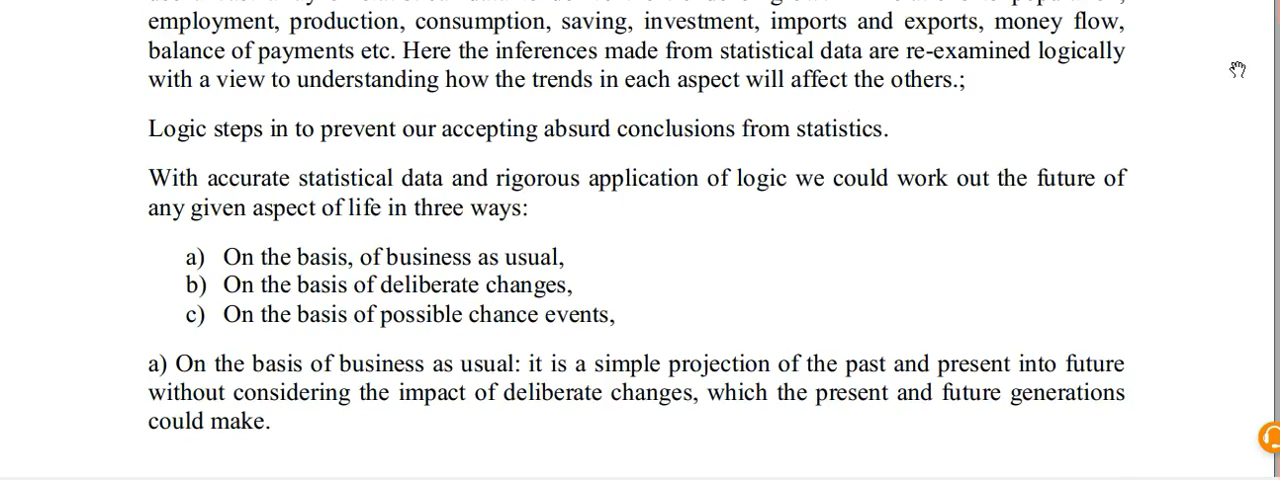 employment, production, consumption, saving, investment, imports and exports, money flow,
balance of payments etc. Here the inferences made from statistical data are re-examined logically
with a view to understanding how the trends in each aspect will affect the others.;
Logic steps in to prevent our accepting absurd conclusions from statistics.
With accurate statistical data and rigorous application of logic we could work out the future of
any given aspect of life in three ways:
a) On the basis, of business as usual,
b) On the basis of deliberate changes,
c) On the basis of possible chance events,
a) On the basis of business as usual: it is a simple projection of the past and present into future
without considering the impact of deliberate changes, which the present and future generations
could make.